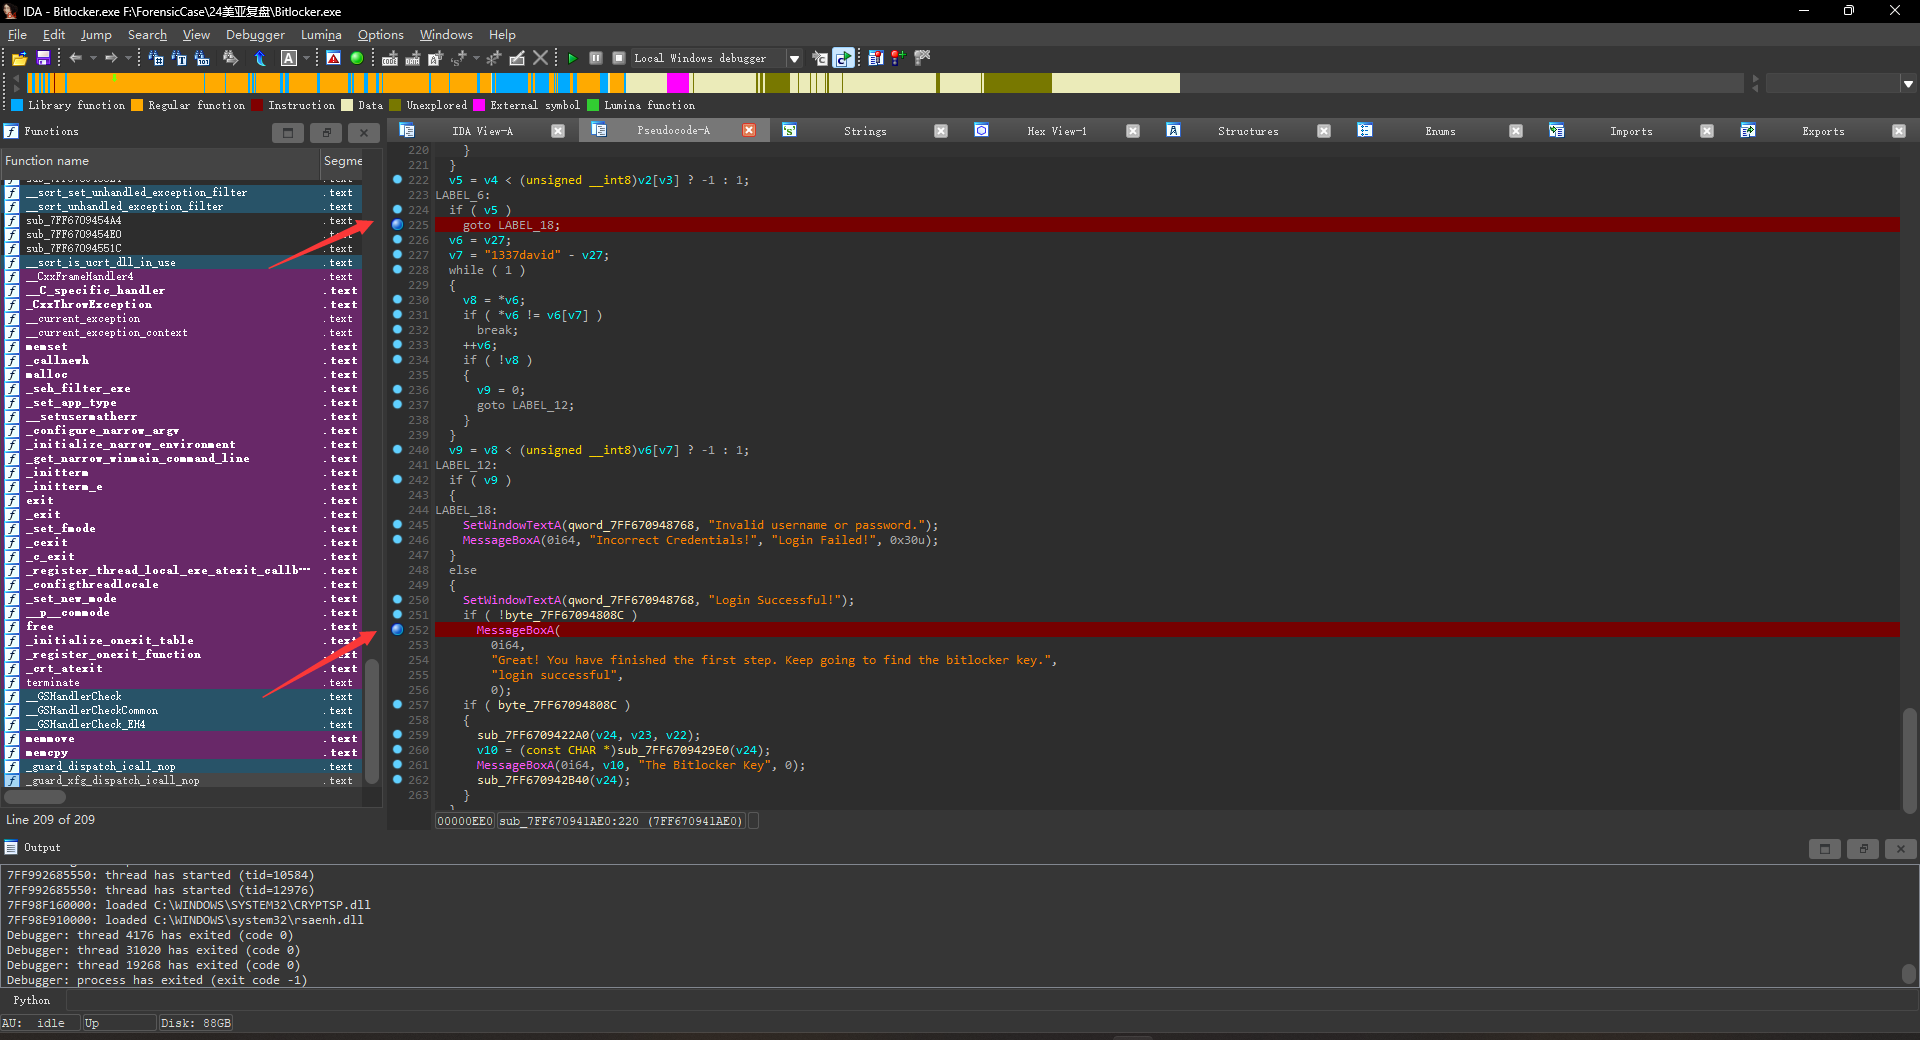 IDA - Bitlocker.exe F:\ForensicCase\24美亚复盘\Bitlocker.exe
File Edit Jump Search View Debugger Lumina Options Windows Help
Local Windows debugger
Library function Regular function Instruction Data Unexplored External symbol Lumina function
Functions
IDA View-A Pseudocode-A Strings Hex View-1 Structures Enums Imports Exports
Function name Segme
__scrt_set_unhandled_exception_filter .text
__scrt_unhandled_exception_filter .text
sub_7FF6709454A4 .text
sub_7FF6709454E0 .text
sub_7FF67094551C .text
__scrt_is_ucrt_dll_in_use .text
__CxxFrameHandler4 .text
__C_specific_handler .text
_CxxThrowException .text
__current_exception .text
__current_exception_context .text
memset .text
_callnewh .text
malloc .text
_seh_filter_exe .text
_set_app_type .text
__setusermatherr .text
_configure_narrow_argv .text
_initialize_narrow_environment .text
_get_narrow_winmain_command_line .text
_initterm .text
_initterm_e .text
exit .text
_exit .text
_set_fmode .text
_cexit .text
_c_exit .text
_register_thread_local_exe_atexit_callb··· .text
_configthreadlocale .text
_set_new_mode .text
__p__commode .text
free .text
_initialize_onexit_table .text
_register_onexit_function .text
_crt_atexit .text
terminate .text
__GSHandlerCheck .text
__GSHandlerCheckCommon .text
__GSHandlerCheck_EH4 .text
memmove .text
memcpy .text
_guard_dispatch_icall_nop .text
_guard_xfg_dispatch_icall_nop .text
Line 209 of 209
220 }
221 }
222 v5 = v4 < (unsigned __int8)v2[v3] ? -1 : 1;
223 LABEL_6:
224 if ( v5 )
225 goto LABEL_18;
226 v6 = v27;
227 v7 = "1337david" - v27;
228 while ( 1 )
229 {
230 v8 = *v6;
231 if ( *v6 != v6[v7] )
232 break;
233 ++v6;
234 if ( !v8 )
235 {
236 v9 = 0;
237 goto LABEL_12;
238 }
239 }
240 v9 = v8 < (unsigned __int8)v6[v7] ? -1 : 1;
241 LABEL_12:
242 if ( v9 )
243 {
244 LABEL_18:
245 SetWindowTextA(qword_7FF670948768, "Invalid username or password.");
246 MessageBoxA(0i64, "Incorrect Credentials!", "Login Failed!", 0x30u);
247 }
248 else
249 {
250 SetWindowTextA(qword_7FF670948768, "Login Successful!");
251 if ( !byte_7FF67094808C )
252 MessageBoxA(
253 0i64,
254 "Great! You have finished the first step. Keep going to find the bitlocker key.",
255 "login successful",
256 0);
257 if ( byte_7FF67094808C )
258 {
259 sub_7FF6709422A0(v24, v23, v22);
260 v10 = (const CHAR *)sub_7FF6709429E0(v24);
261 MessageBoxA(0i64, v10, "The Bitlocker Key", 0);
262 sub_7FF670942B40(v24);
263 }
00000EE0 sub_7FF670941AE0:220 (7FF670941AE0)
Output
7FF992685550: thread has started (tid=10584)
7FF992685550: thread has started (tid=12976)
7FF98F160000: loaded C:\WINDOWS\SYSTEM32\CRYPTSP.dll
7FF98E910000: loaded C:\WINDOWS\system32\rsaenh.dll
Debugger: thread 4176 has exited (code 0)
Debugger: thread 31020 has exited (code 0)
Debugger: thread 19268 has exited (code 0)
Debugger: process has exited (exit code -1)
Python
AU: idle Up Disk: 88GB